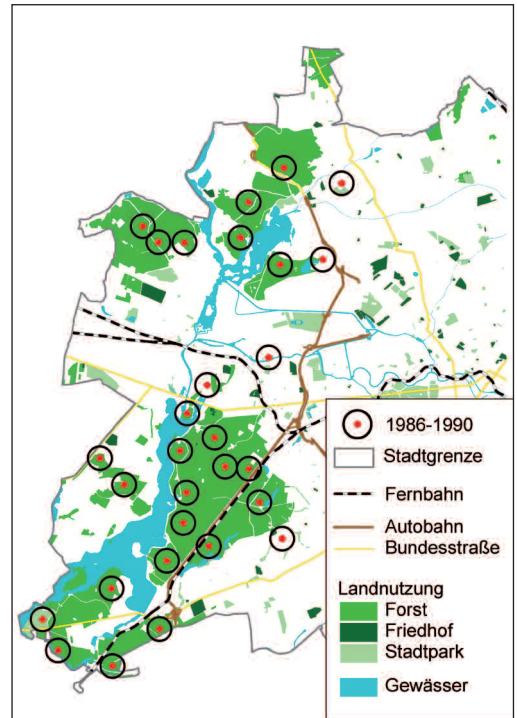 1986-1990
Stadtgrenze
Fernbahn
Autobahn
Bundesstraße
Landnutzung
Forst
Friedhof
Stadtpark
Gewässer